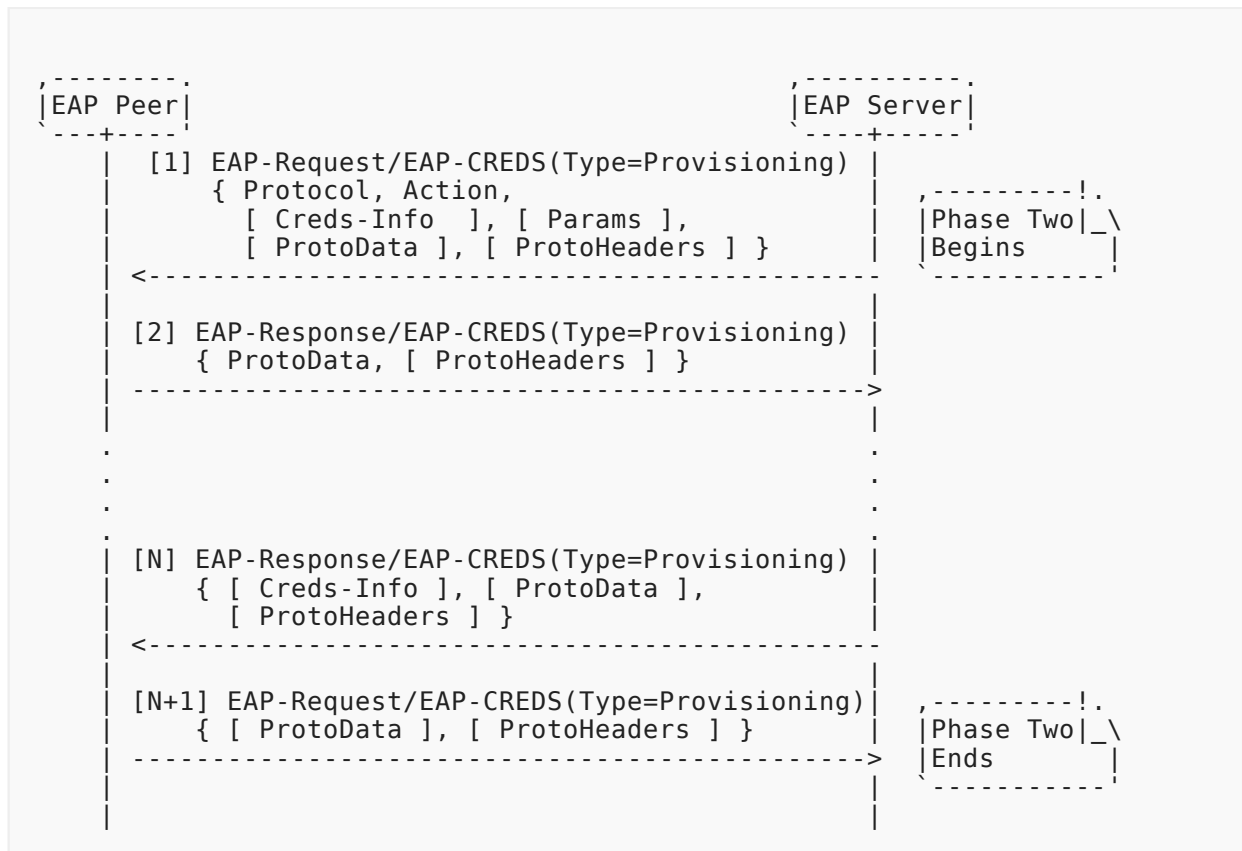 ,--------.                                      ,----------.
|EAP Peer|                                      |EAP Server|
`---+----'                                      `----+-----'
    |  [1] EAP-Request/EAP-CREDS(Type=Provisioning)  |
    |      { Protocol, Action,                       |  ,---------!.
    |        [ Creds-Info  ], [ Params ],            |  |Phase Two|_\
    |        [ ProtoData ], [ ProtoHeaders ] }       |  |Begins     |
    | <----------------------------------------------   `-----------'
    |                                                |
    | [2] EAP-Response/EAP-CREDS(Type=Provisioning)  |
    |     { ProtoData, [ ProtoHeaders ] }            |
    | ---------------------------------------------->
    |                                                |
    .                                                .
    .                                                .
    .                                                .
    .                                                .
    | [N] EAP-Response/EAP-CREDS(Type=Provisioning)  |
    |     { [ Creds-Info ], [ ProtoData ],           |
    |       [ ProtoHeaders ] }                       |
    | <----------------------------------------------
    |                                                |
    | [N+1] EAP-Request/EAP-CREDS(Type=Provisioning)|   ,---------!.
    |     { [ ProtoData ], [ ProtoHeaders ] }        |  |Phase Two|_\
    | ---------------------------------------------->   |Ends       |
    |                                                |  `-----------'
    |                                                |